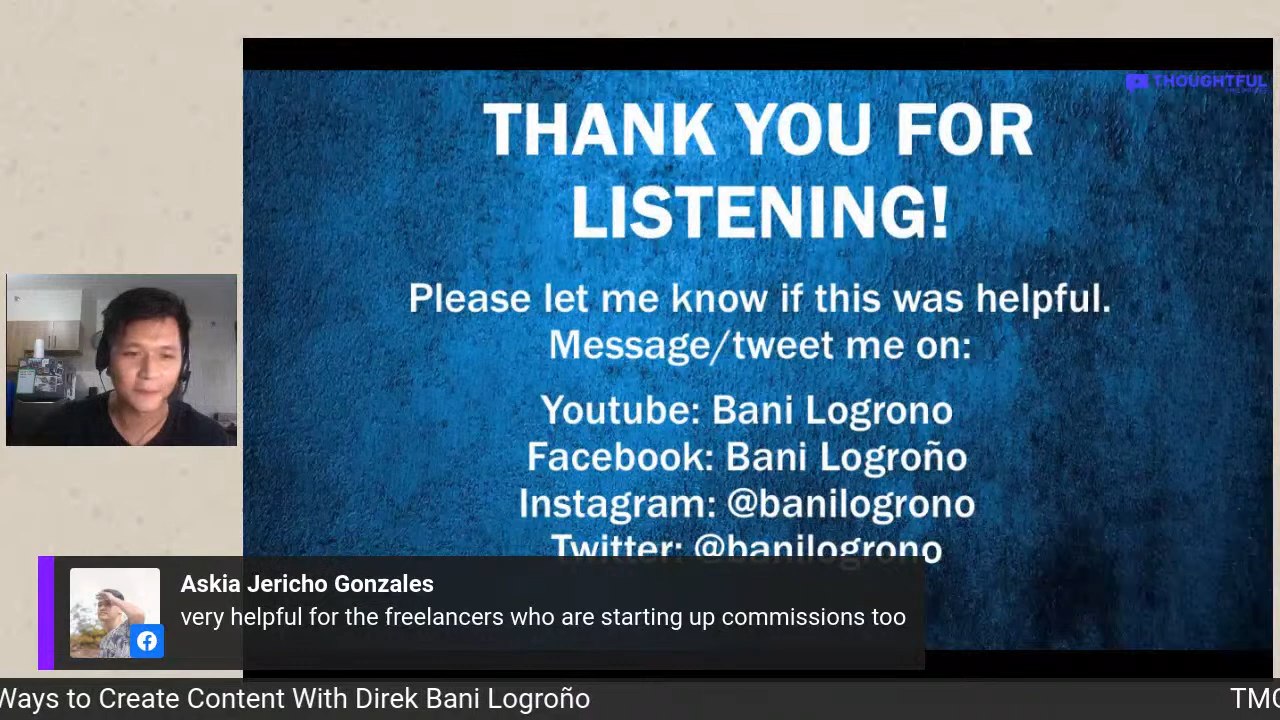 THOUGHTFUL
THANK YOU FOR
LISTENING!
Please let me know if this was helpful.
Message/tweet me on:
Youtube: Bani Logrono
Facebook: Bani Logroño
Instagram: @banilogrono
Twitter: @banilogrono
Askia Jericho Gonzales
very helpful for the freelancers who are starting up commissions too
Ways to Create Content With Direk Bani Logroño
TMC